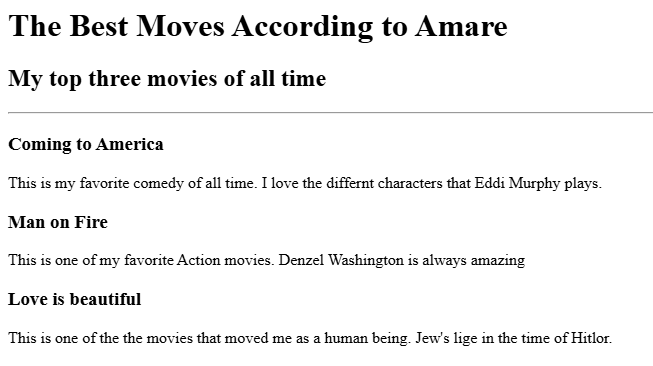 The Best Moves According to Amare
My top three movies of all time
Coming to America
This is my favorite comedy of all time. I love the differnt characters that Eddi Murphy plays.
Man on Fire
This is one of my favorite Action movies. Denzel Washington is always amazing
Love is beautiful
This is one of the the movies that moved me as a human being. Jew's lige in the time of Hitlor.